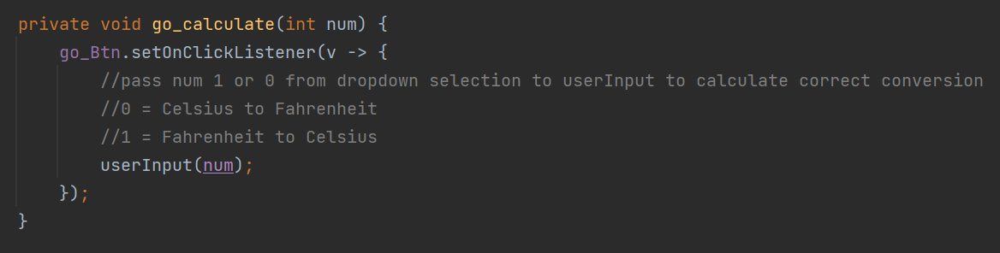 private void go_calculate(int num) {
go_Btn.setOnClickListener(v -> {
//pass num 1 or 0 from dropdown selection to userInput to calculate correct conversion
//0 = Celsius to Fahrenheit
//1 = Fahrenheit to Celsius
userInput(num);
});
}